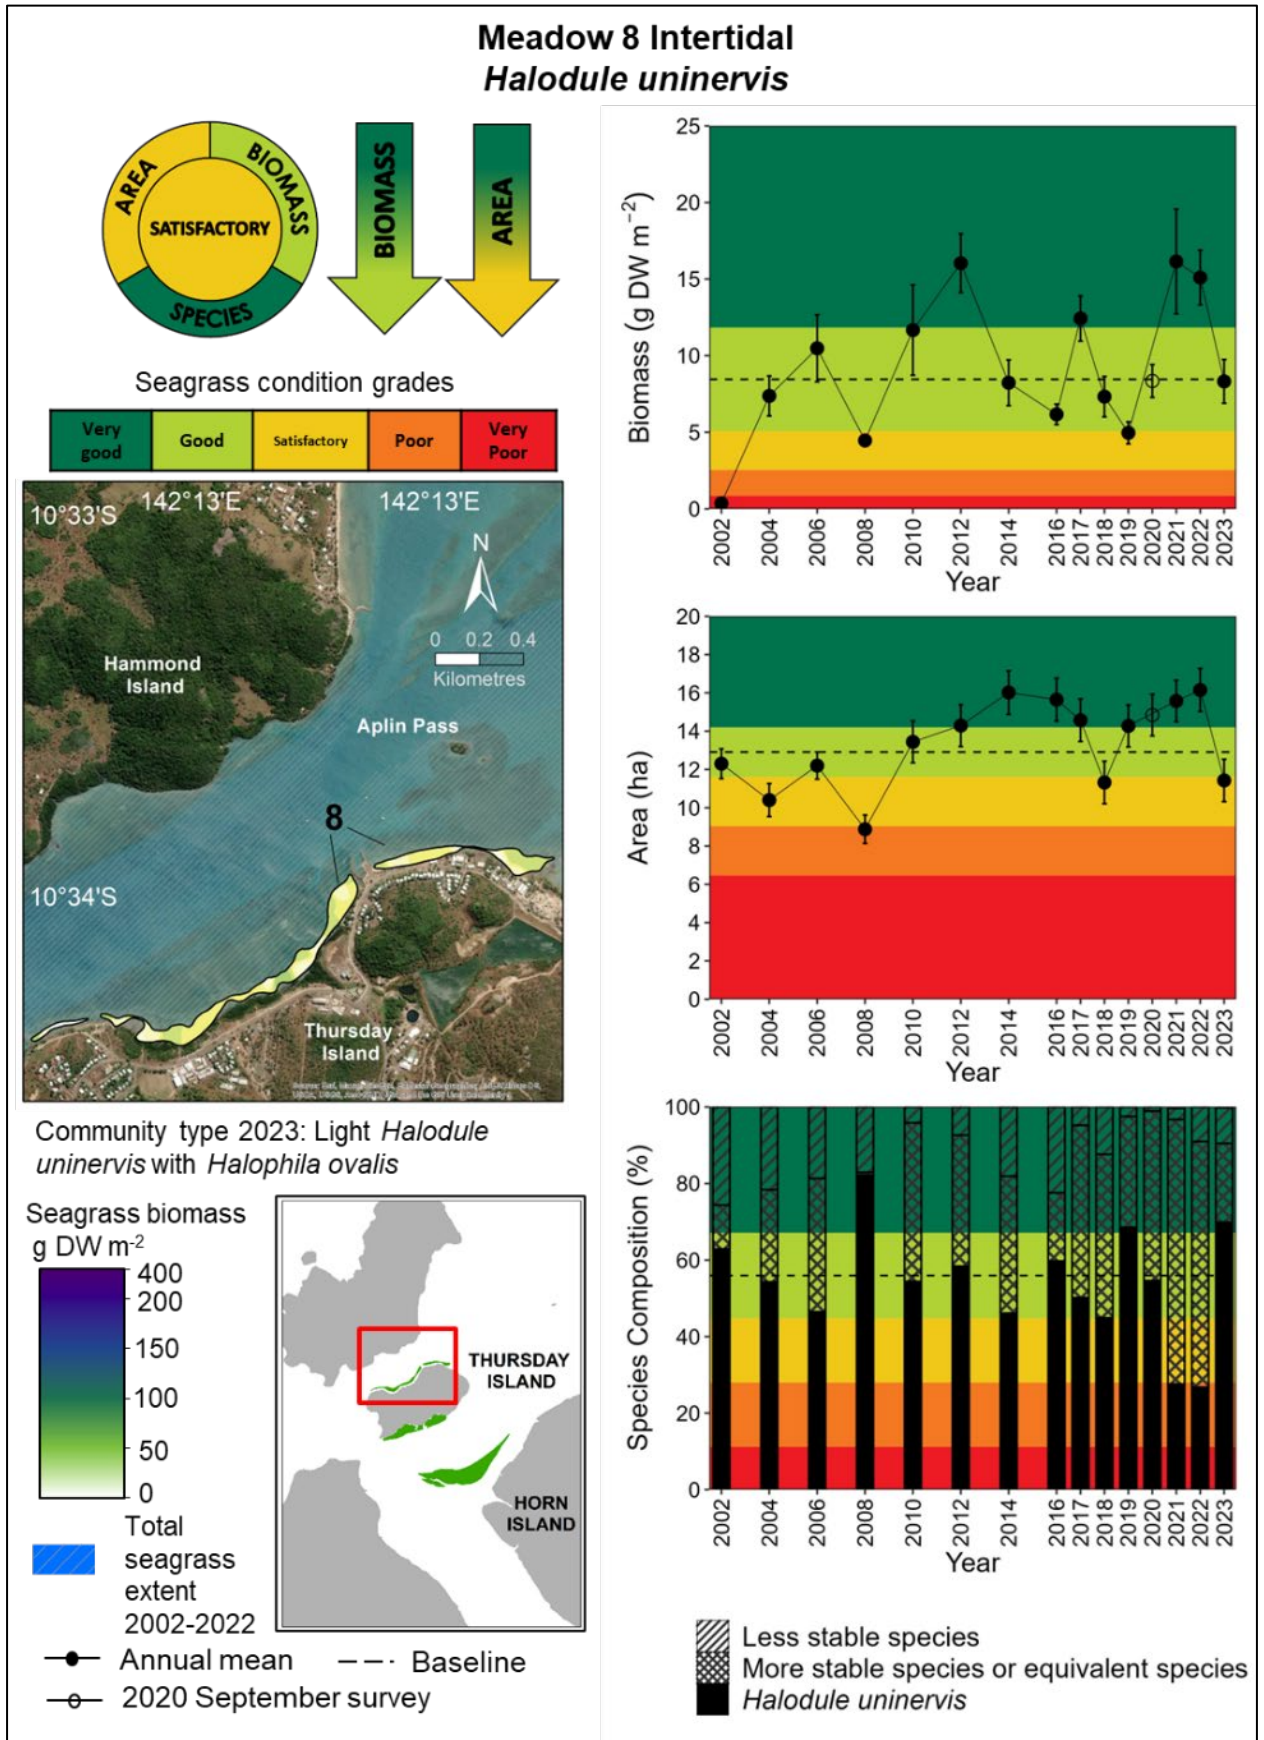 Meadow 8 Intertidal
Halodule uninervis
AREA
BIOMASS
SATISFACTORY
SPECIES
BIOMASS
AREA
Seagrass condition grades
Very good
Good
Satisfactory
Poor
Very Poor
10°33'S
142°13'E
142°13'E
N
0 0.2 0.4
Kilometres
Hammond
Island
Aplin Pass
8
10°34'S
Thursday
Island
Community type 2023: Light Halodule
uninervis with Halophila ovalis
Seagrass biomass
g DW m-2
400
200
150
100
50
0
Total
seagrass
extent
2002-2022
THURSDAY
ISLAND
HORN
ISLAND
Annual mean
Baseline
2020 September survey
Biomass (g DW m−2)
25
20
15
10
5
0
2002 2004 2006 2008 2010 2012 2014 2016 2017 2018 2019 2020 2021 2022 2023
Year
Area (ha)
20
18
16
14
12
10
8
6
4
2
0
2002 2004 2006 2008 2010 2012 2014 2016 2017 2018 2019 2020 2021 2022 2023
Year
Species Composition (%)
100
80
60
40
20
0
2002 2004 2006 2008 2010 2012 2014 2016 2017 2018 2019 2020 2021 2022 2023
Year
Less stable species
More stable species or equivalent species
Halodule uninervis